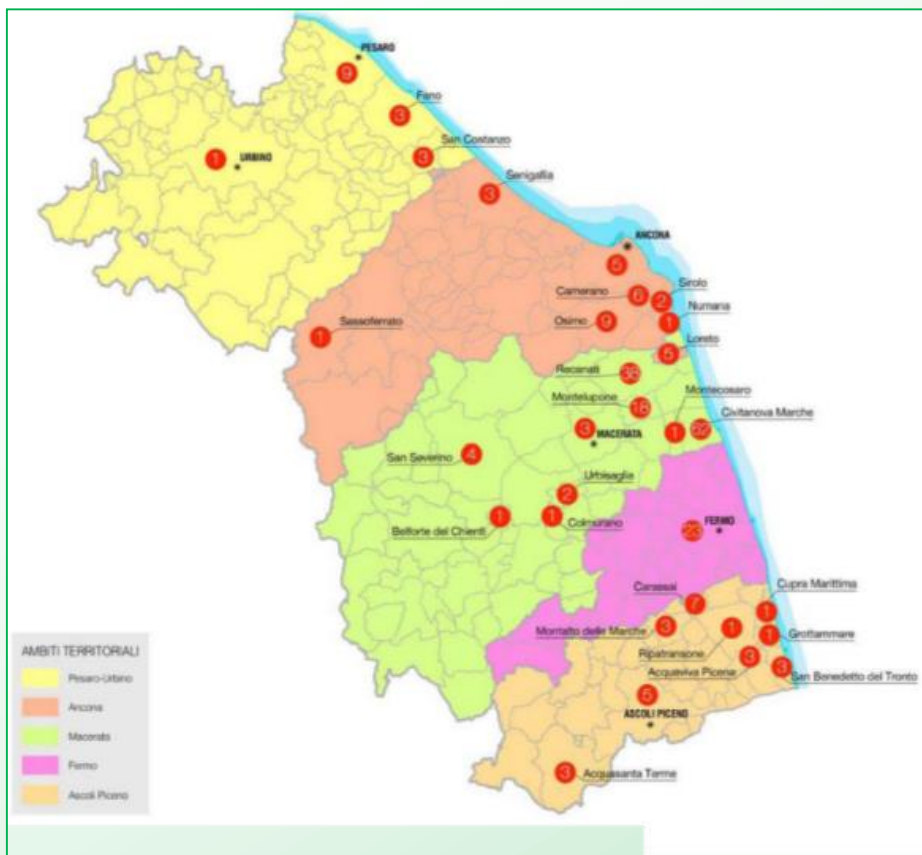 PESARO
9
Fano
3
San Costanzo
3
1
URBINO
Senigallia
3
ANCONA
5
Camerano
6
Sirolo
2
Osimo
9
Numana
1
Sassoferrato
1
Loreto
5
Recanati
38
Montelupone
18
Montecosaro
1
Civitanova Marche
3
MACERATA
San Severino
4
Urbisaglia
2
Belforte del Chienti
1
1
Colmurano
23
FERMO
Carassai
7
Cupra Marittima
1
Montalto delle Marche
3
1
1
Grottammare
Ripatransone
Acquaviva Picena
3
3
San Benedetto del Tronto
5
ASCOLI PICENO
3
Acquasanta Terme
AMBITI TERRITORIALI
Pesaro-Urbino
Ancona
Macerata
Fermo
Ascoli Piceno